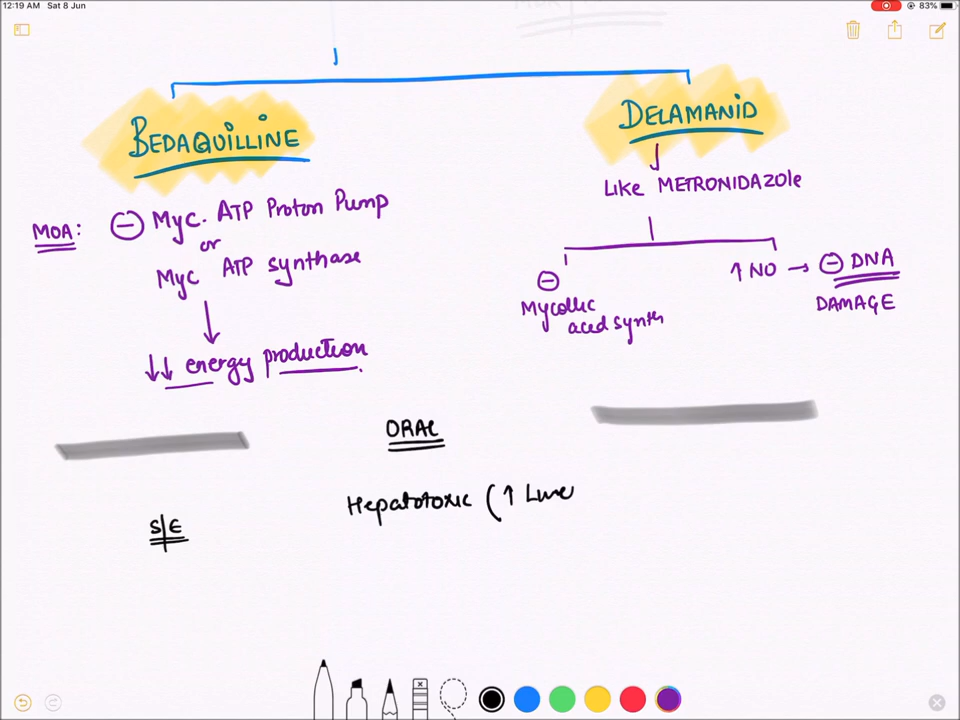 12:19 AM Sat 8 Jun
83%
BEDAQUILLINE
DELAMANID
Like METRONIDAZOle
MOA: ⊖ Myc. ATP Proton Pump
or
Myc ATP synthase
↓↓ energy production
⊖
Mycollic
acid synth
↑ NO → ⊖ DNA
DAMAGE
ORAL
S/E
Hepatotoxic (↑ Liver